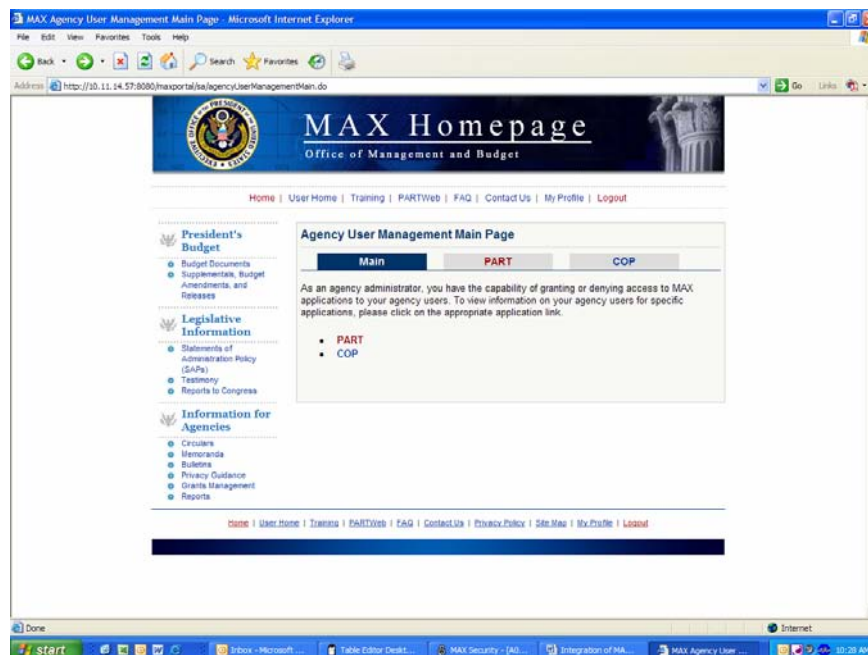 MAX Agency User Management Main Page - Microsoft Internet Explorer
File Edit View Favorites Tools Help
Back Search Favorites
Address http://10.11.14.57:8080/maxportal/sa/agencyUserManagementMain.do Go Links
MAX Homepage
Office of Management and Budget
Home | User Home | Training | PARTWeb | FAQ | Contact Us | My Profile | Logout
President's
Budget
Budget Documents
Supplementals, Budget
Amendments, and
Releases
Legislative
Information
Statements of
Administration Policy
(SAPs)
Testimony
Reports to Congress
Information for
Agencies
Circulars
Memoranda
Bulletins
Privacy Guidance
Grants Management
Reports
Agency User Management Main Page
Main PART COP
As an agency administrator, you have the capability of granting or denying access to MAX
applications to your agency users. To view information on your agency users for specific
applications, please click on the appropriate application link.
PART
COP
Home | User Home | Training | PARTWeb | FAQ | Contact Us | Privacy Policy | Site Map | My Profile | Logout
Done Internet
start Inbox - Microsoft ... Table Editor Deskt... MAX Security - [A0... Integration of MA... MAX Agency User ... 10:28 AM